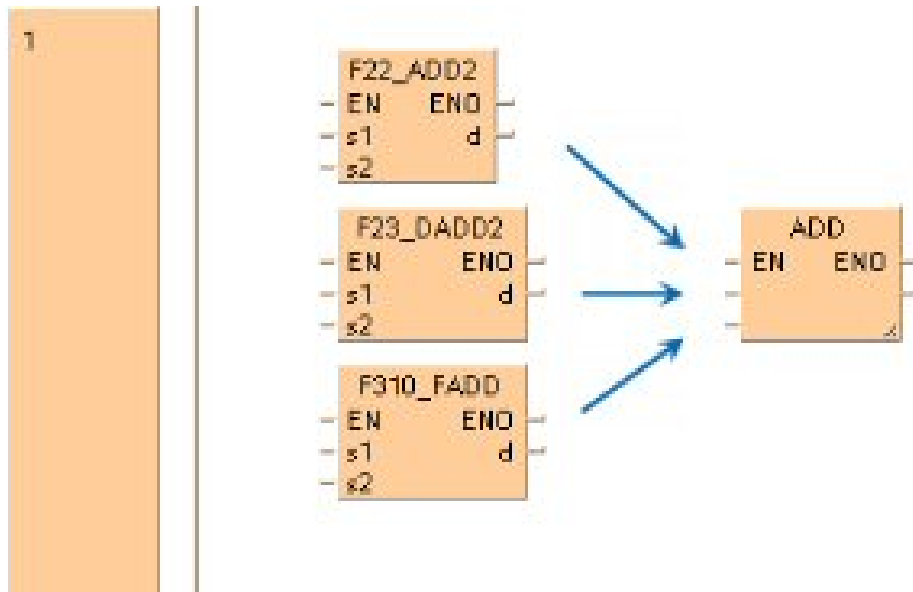 1
F22_ADD2
EN ENO
s1 d
s2
F23_DADD2
EN ENO
s1 d
s2
F310_FADD
EN ENO
s1 d
s2
ADD
EN ENO